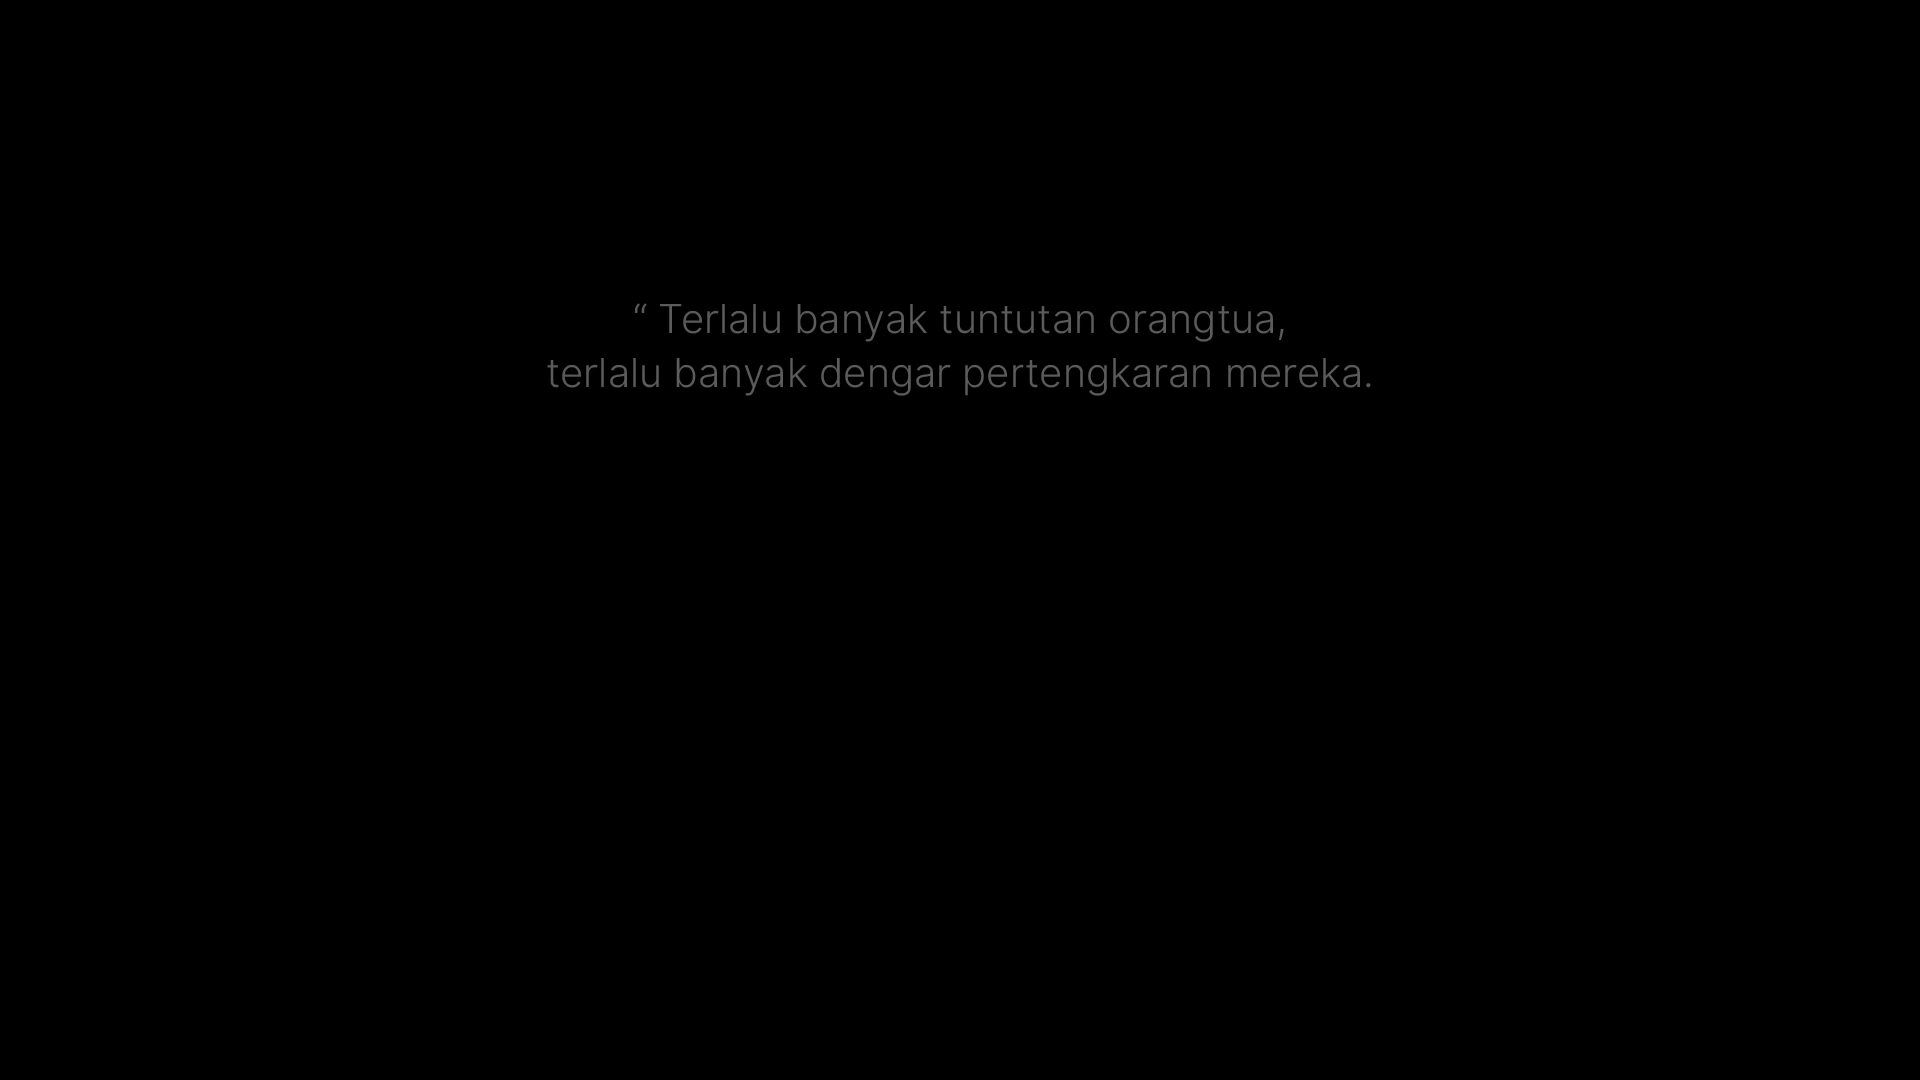 “ Terlalu banyak tuntutan orangtua,
terlalu banyak dengar pertengkaran mereka.